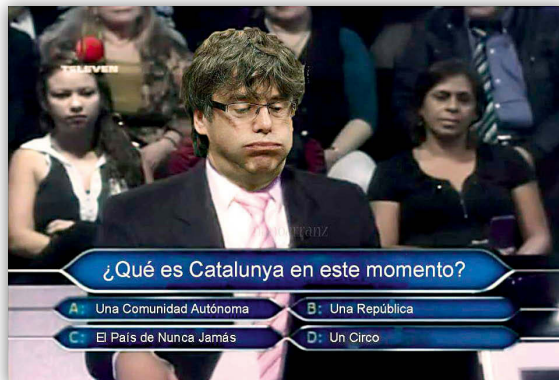 TELEVEN
¿Qué es Catalunya en este momento?
A: Una Comunidad Autónoma
B: Una República
C: El País de Nunca Jamás
D: Un Circo